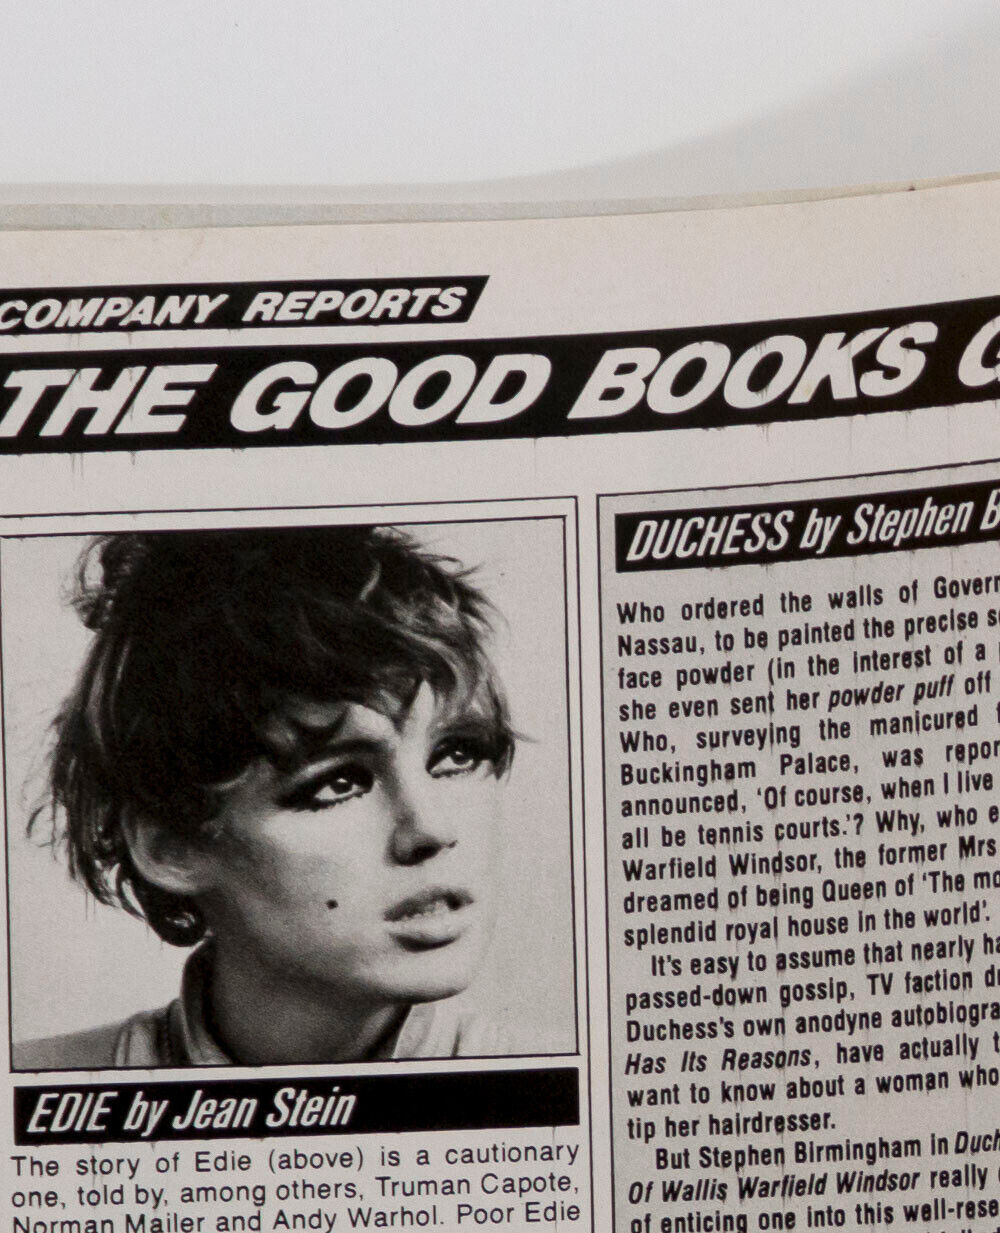 COMPANY REPORTS
THE GOOD BOOKS
EDIE by Jean Stein
The story of Edie (above) is a cautionary
one, told by, among others, Truman Capote,
Norman Mailer and Andy Warhol. Poor Edie
DUCHESS by Stephen
Who ordered the walls of
Nassau, to be painted the precise
face powder (in the interest of a
she even sent her powder puff off
Who, surveying the manicured
Buckingham Palace, was
announced, ‘Of course, when I live
all be tennis courts.’? Why, who
Warfield Windsor, the former Mrs
dreamed of being Queen of ‘The
splendid royal house in the world’.
It's easy to assume that nearly
passed-down gossip, TV faction
Duchess's own anodyne
Has Its Reasons, have actually
want to know about a woman who
tip her hairdresser.
But Stephen Birmingham in
Of Wallis Warfield Windsor really
of enticing one into this